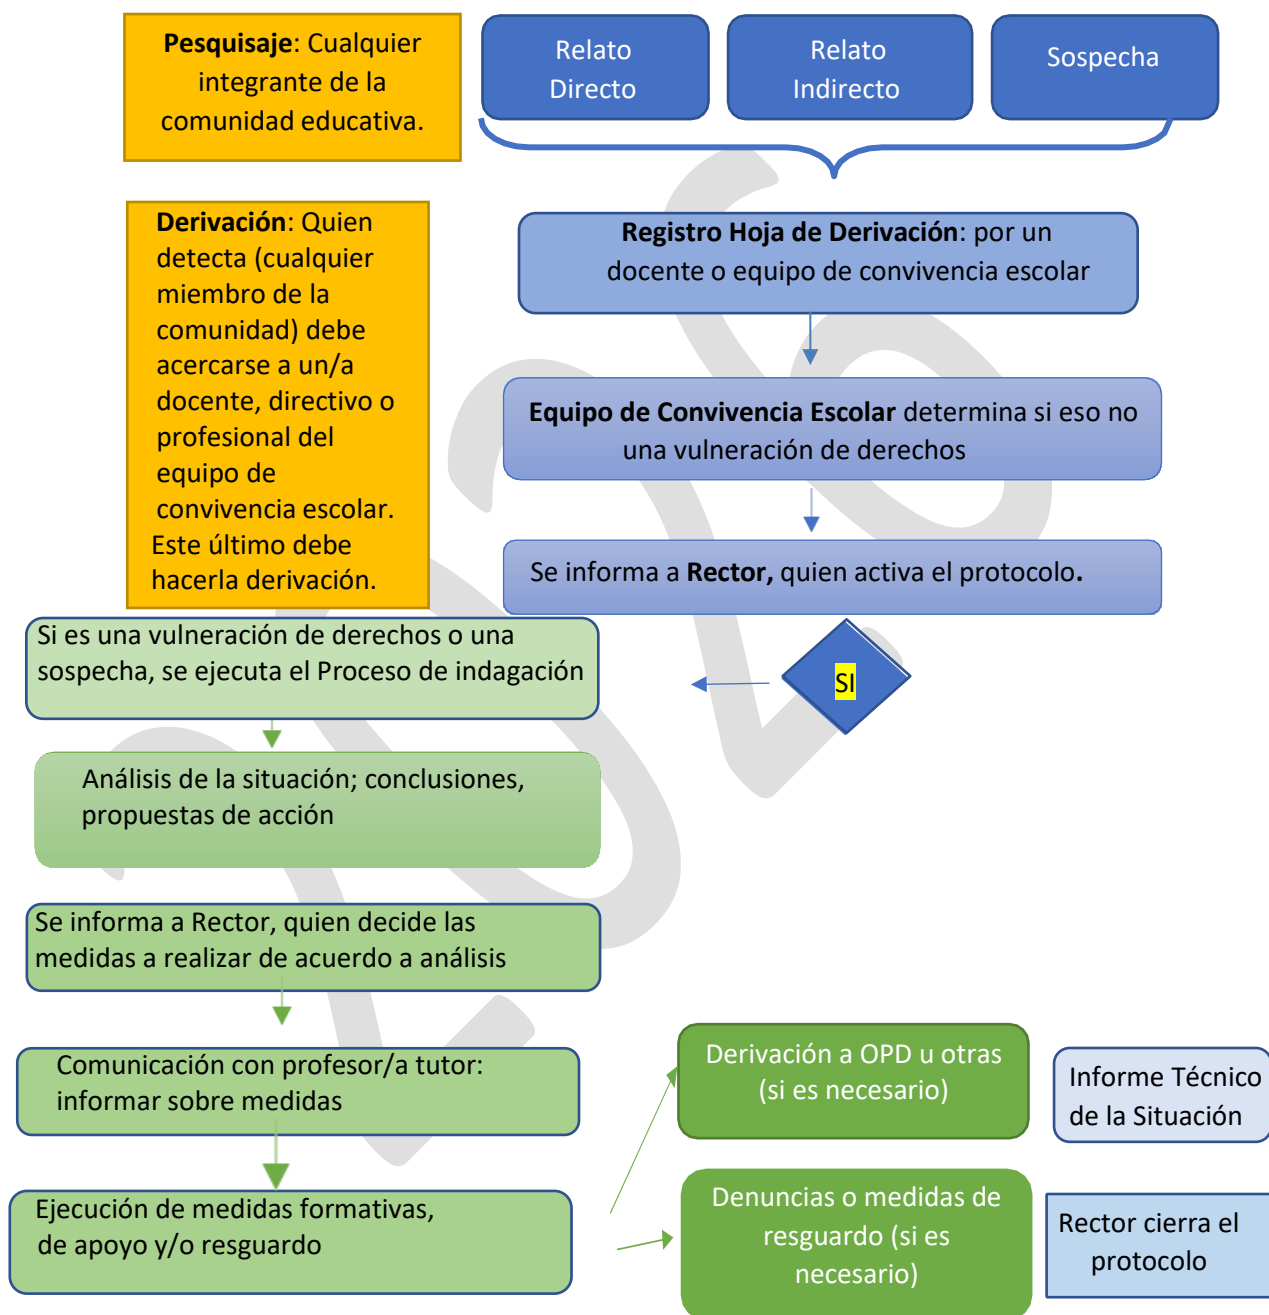 Pesquisaje: Cualquier
integrante de la
comunidad educativa.
Relato
Directo
Relato
Indirecto
Sospecha
Derivación: Quien
detecta (cualquier
miembro de la
comunidad) debe
acercarse a un/a
docente, directivo o
profesional del
equipo de
convivencia escolar.
Este último debe
hacerla derivación.
Registro Hoja de Derivación: por un
docente o equipo de convivencia escolar
Equipo de Convivencia Escolar determina si eso no
una vulneración de derechos
Se informa a Rector, quien activa el protocolo.
SI
Si es una vulneración de derechos o una
sospecha, se ejecuta el Proceso de indagación
Análisis de la situación; conclusiones,
propuestas de acción
Se informa a Rector, quien decide las
medidas a realizar de acuerdo a análisis
Comunicación con profesor/a tutor:
informar sobre medidas
Ejecución de medidas formativas,
de apoyo y/o resguardo
Derivación a OPD u otras
(si es necesario)
Informe Técnico
de la Situación
Denuncias o medidas de
resguardo (si es
necesario)
Rector cierra el
protocolo
2026